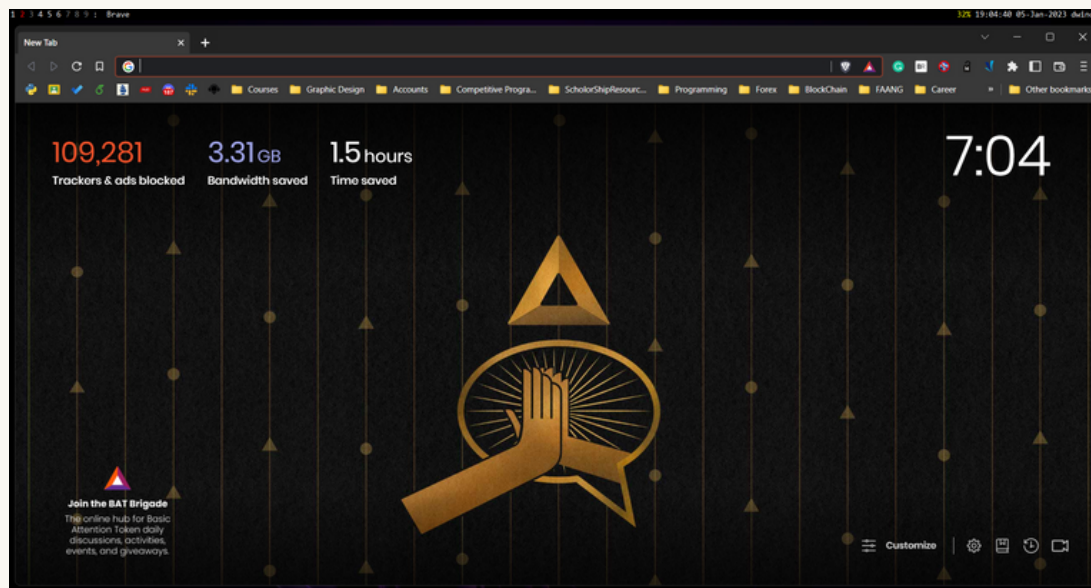 1 2 3 4 5 6 7 8 9 : Brave
32% 19:04:40 05-Jan-2023
New Tab
Courses Graphic Design Accounts Competitive Progra... ScholorShipResourc... Programming Forex BlockChain FAANG Career » Other bookmarks
109,281 3.31 GB 1.5 hours
Trackers & ads blocked Bandwidth saved Time saved
7:04
Join the BAT Brigade
The online hub for Basic
Attention Token daily
discussions, activities,
events, and giveaways.
Customize